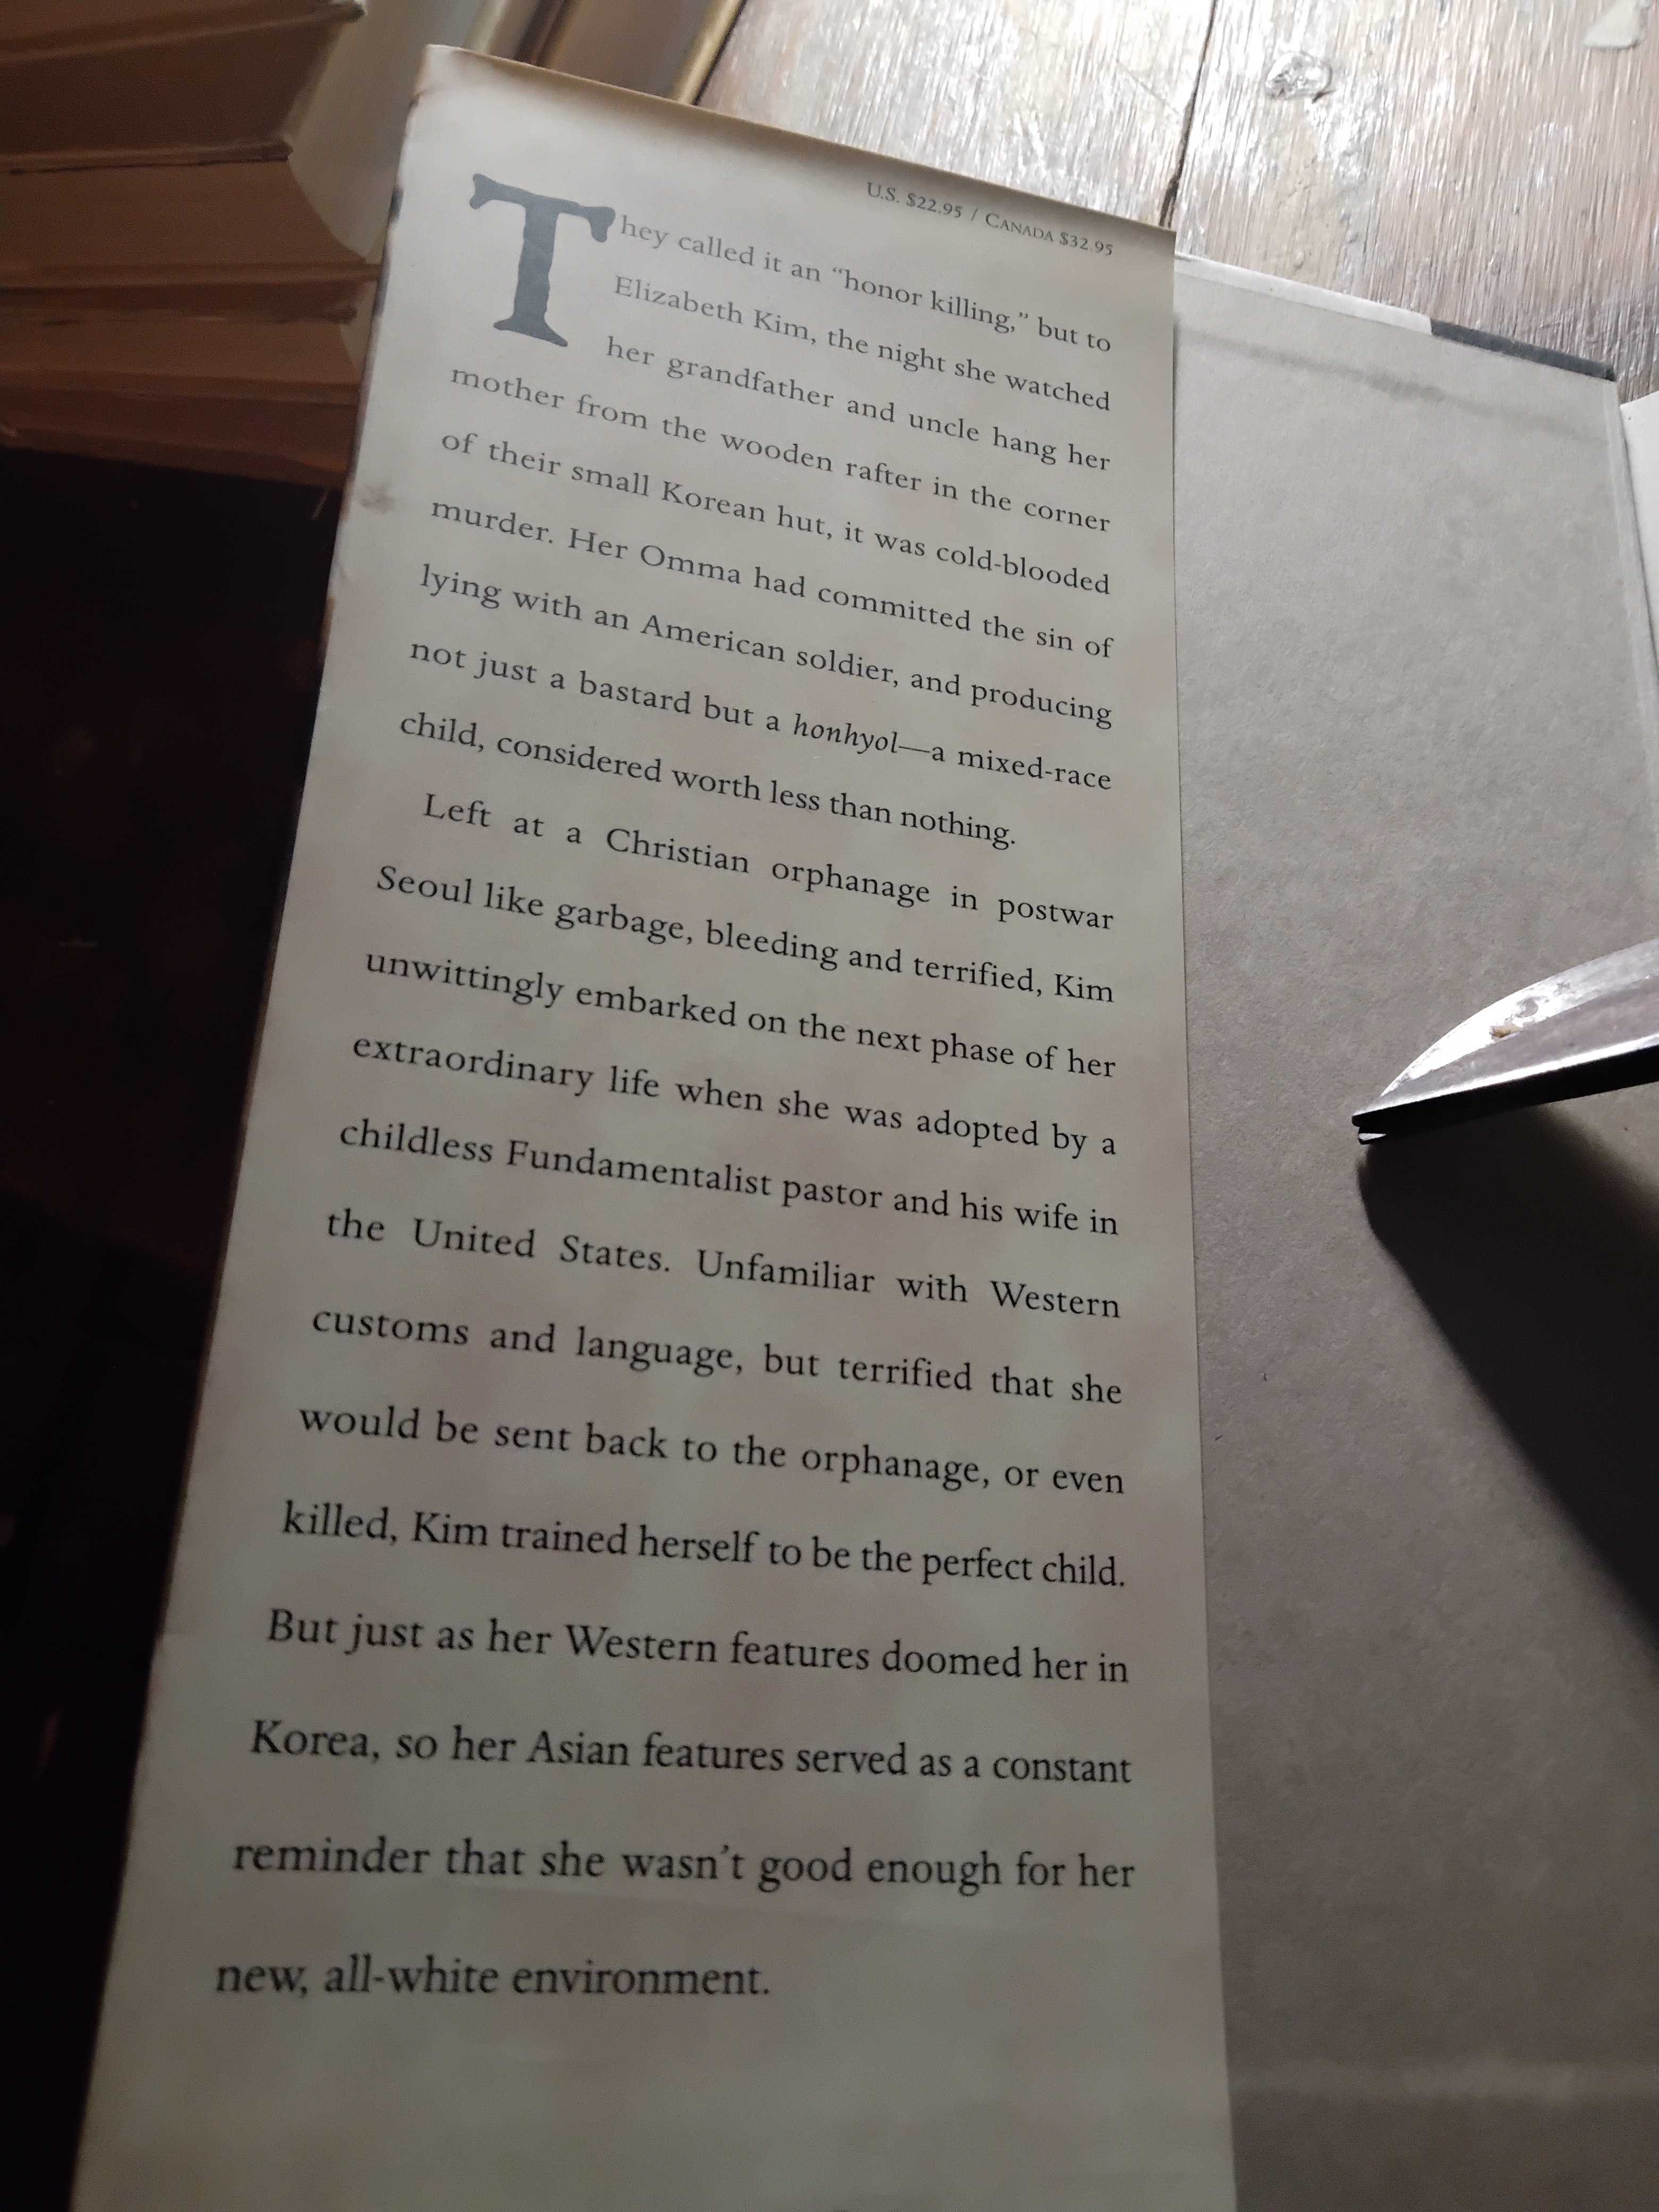 U.S. $22.95 / CANADA $32.95
They called it an “honor killing,” but to
Elizabeth Kim, the night she watched
her grandfather and uncle hang her
mother from the wooden rafter in the corner
of their small Korean hut, it was cold-blooded
murder. Her Omma had committed the sin of
lying with an American soldier, and producing
not just a bastard but a honhyol—a mixed-race
child, considered worth less than nothing.
Left at a Christian orphanage in postwar
Seoul like garbage, bleeding and terrified, Kim
unwittingly embarked on the next phase of her
extraordinary life when she was adopted by a
childless Fundamentalist pastor and his wife in
the United States. Unfamiliar with Western
customs and language, but terrified that she
would be sent back to the orphanage, or even
killed, Kim trained herself to be the perfect child.
But just as her Western features doomed her in
Korea, so her Asian features served as a constant
reminder that she wasn’t good enough for her
new, all-white environment.